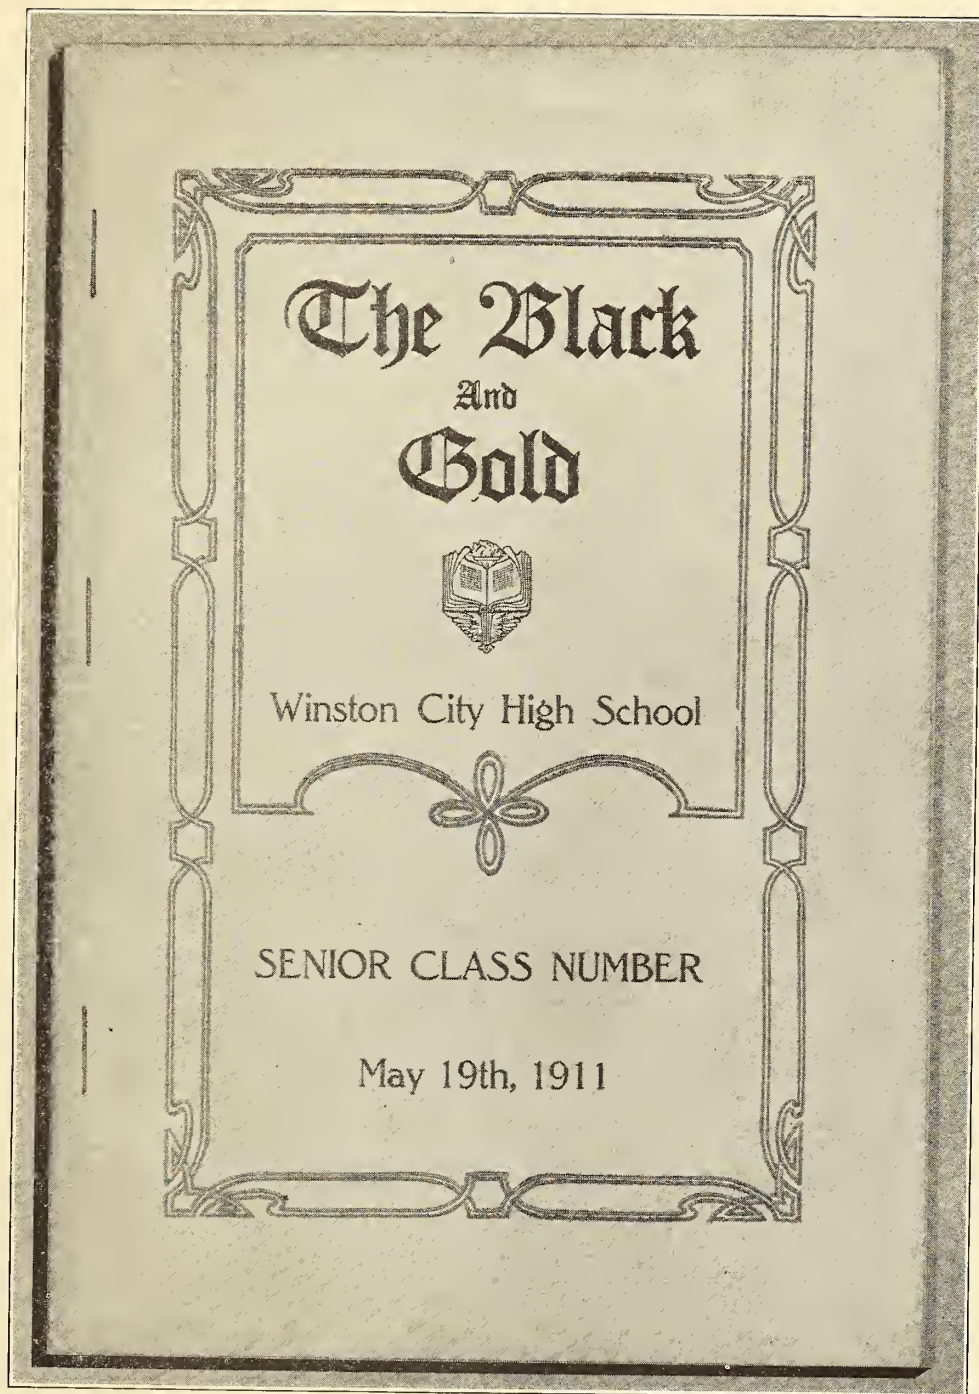 The Black
And
Gold
Winston City High School
SENIOR CLASS NUMBER
May 19th, 1911